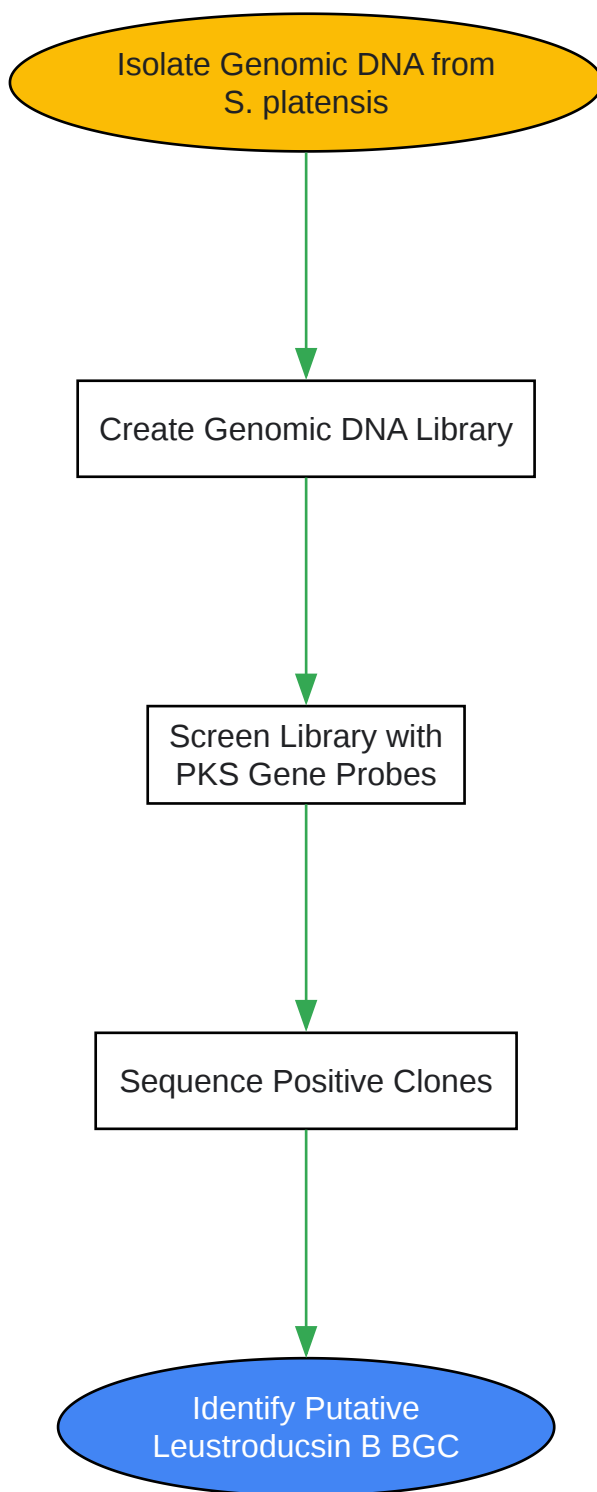 Isolate Genomic DNA from
S. platensis
Create Genomic DNA Library
Screen Library with
PKS Gene Probes
Sequence Positive Clones
Identify Putative
Leustroducsin B BGC